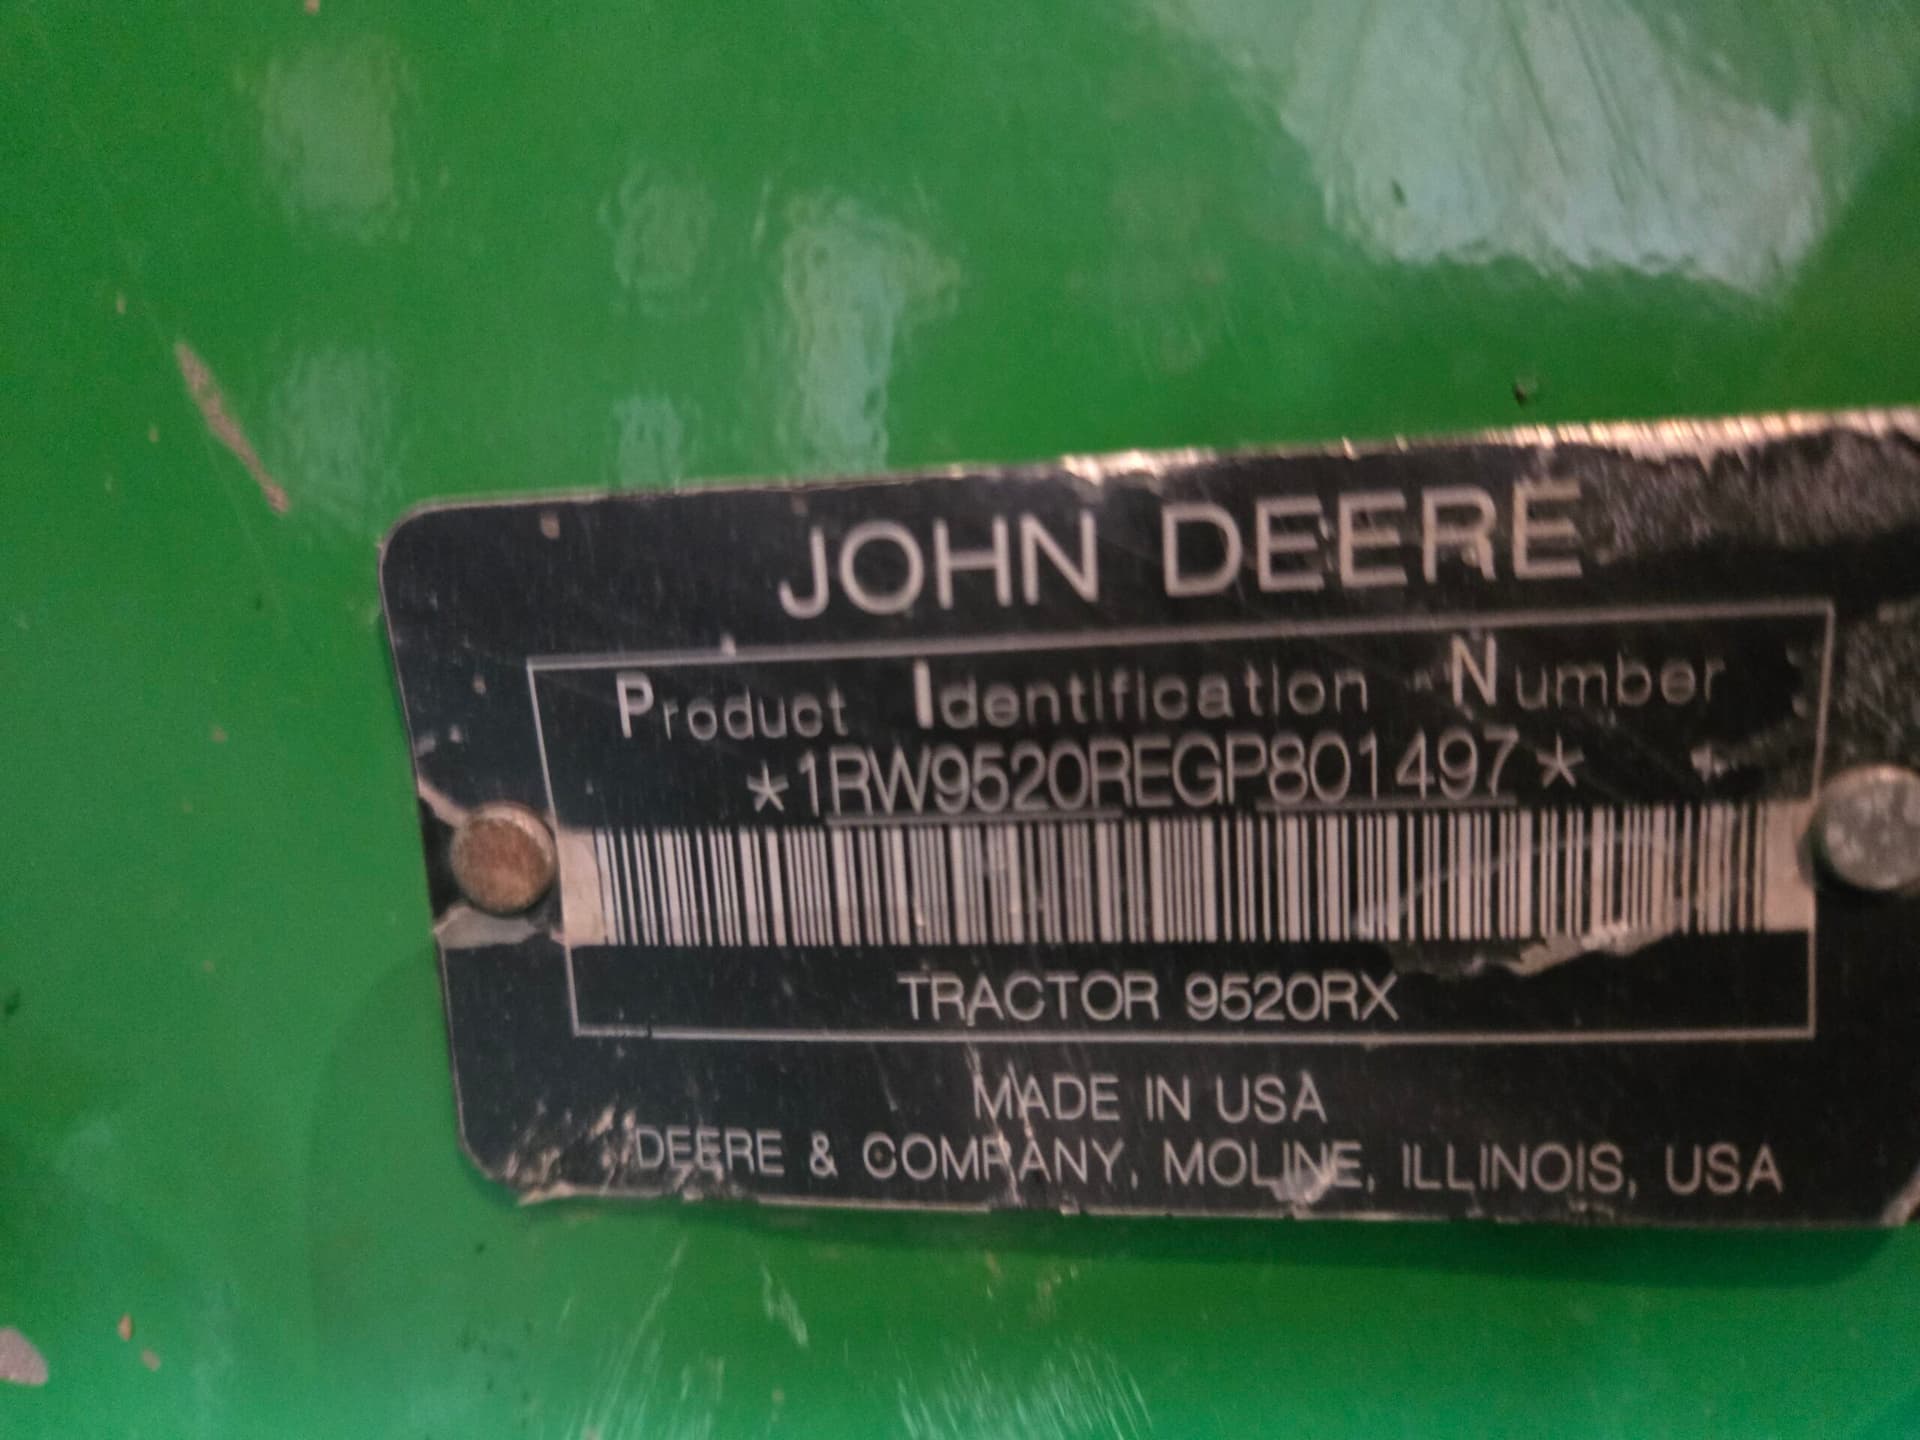 JOHN DEERE
Product Identification Number
*1RW9520REGP801497*
TRACTOR 9520RX
MADE IN USA
DEERE & COMPANY, MOLINE, ILLINOIS, USA